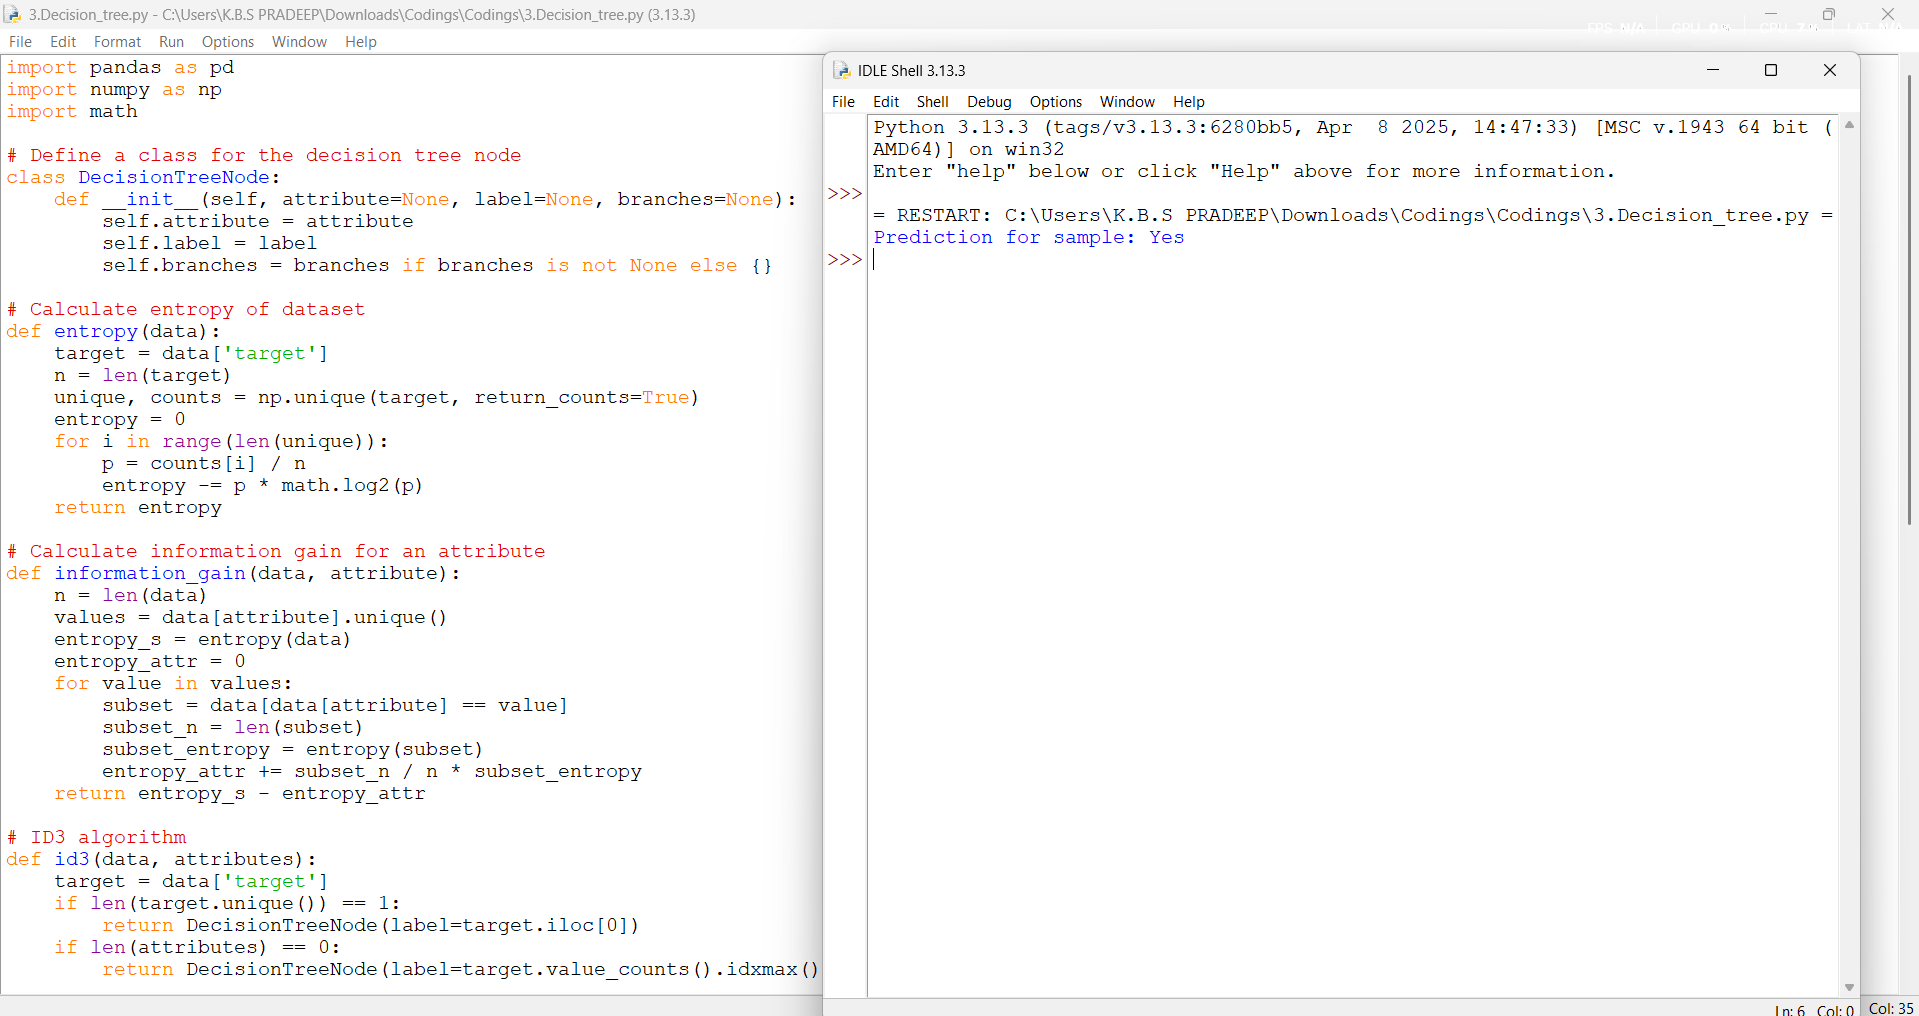 3.Decision_tree.py - C:\Users\K.B.S PRADEEP\Downloads\Codings\Codings\3.Decision_tree.py (3.13.3)
File Edit Format Run Options Window Help
import pandas as pd
import numpy as np
import math
# Define a class for the decision tree node
class DecisionTreeNode:
    def __init__(self, attribute=None, label=None, branches=None):
        self.attribute = attribute
        self.label = label
        self.branches = branches if branches is not None else {}
# Calculate entropy of dataset
def entropy(data):
    target = data['target']
    n = len(target)
    unique, counts = np.unique(target, return_counts=True)
    entropy = 0
    for i in range(len(unique)):
        p = counts[i] / n
        entropy -= p * math.log2(p)
    return entropy
# Calculate information gain for an attribute
def information_gain(data, attribute):
    n = len(data)
    values = data[attribute].unique()
    entropy_s = entropy(data)
    entropy_attr = 0
    for value in values:
        subset = data[data[attribute] == value]
        subset_n = len(subset)
        subset_entropy = entropy(subset)
        entropy_attr += subset_n / n * subset_entropy
    return entropy_s - entropy_attr
# ID3 algorithm
def id3(data, attributes):
    target = data['target']
    if len(target.unique()) == 1:
        return DecisionTreeNode(label=target.iloc[0])
    if len(attributes) == 0:
        return DecisionTreeNode(label=target.value_counts().idxmax()
IDLE Shell 3.13.3
File Edit Shell Debug Options Window Help
Python 3.13.3 (tags/v3.13.3:6280bb5, Apr  8 2025, 14:47:33) [MSC v.1943 64 bit (
AMD64)] on win32
Enter "help" below or click "Help" above for more information.
>>>
= RESTART: C:\Users\K.B.S PRADEEP\Downloads\Codings\Codings\3.Decision_tree.py =
Prediction for sample: Yes
>>>
Ln: 6 Col: 0
Col: 35